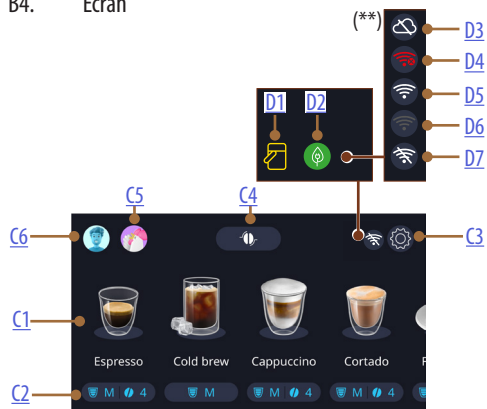 B4. Ecran
(**)
D3
D4
D1 D2
D5
D6
D7
C5 C4
C6 C3
C1
Espresso Cold brew Cappuccino Cortado
C2 M 4 M M 4 M 4